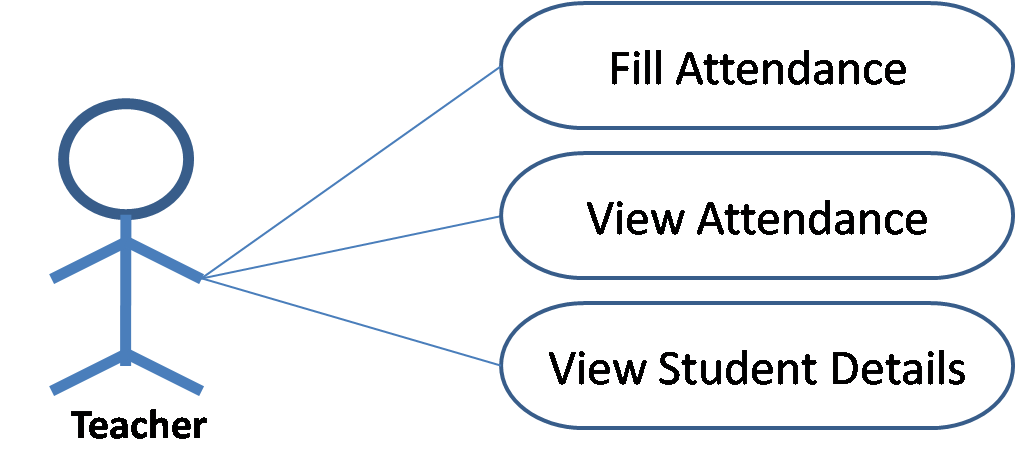 Fill Attendance
View Attendance
View Student Details
Teacher